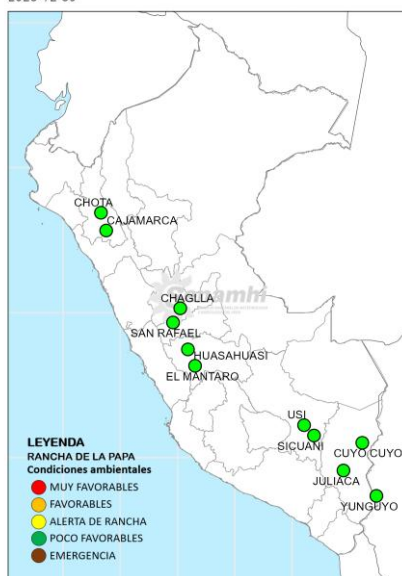 CHOTA
CAJAMARCA
Senamhi
CHAGLLA
SAN RAFAEL
HUASAHUASI
EL MANTARO
USI
SICUANI
CUYO CUYO
JULIACA
YUNGUYO
LEYENDA
RANCHA DE LA PAPA
Condiciones ambientales
MUY FAVORABLES
FAVORABLES
ALERTA DE RANCHA
POCO FAVORABLES
EMERGENCIA